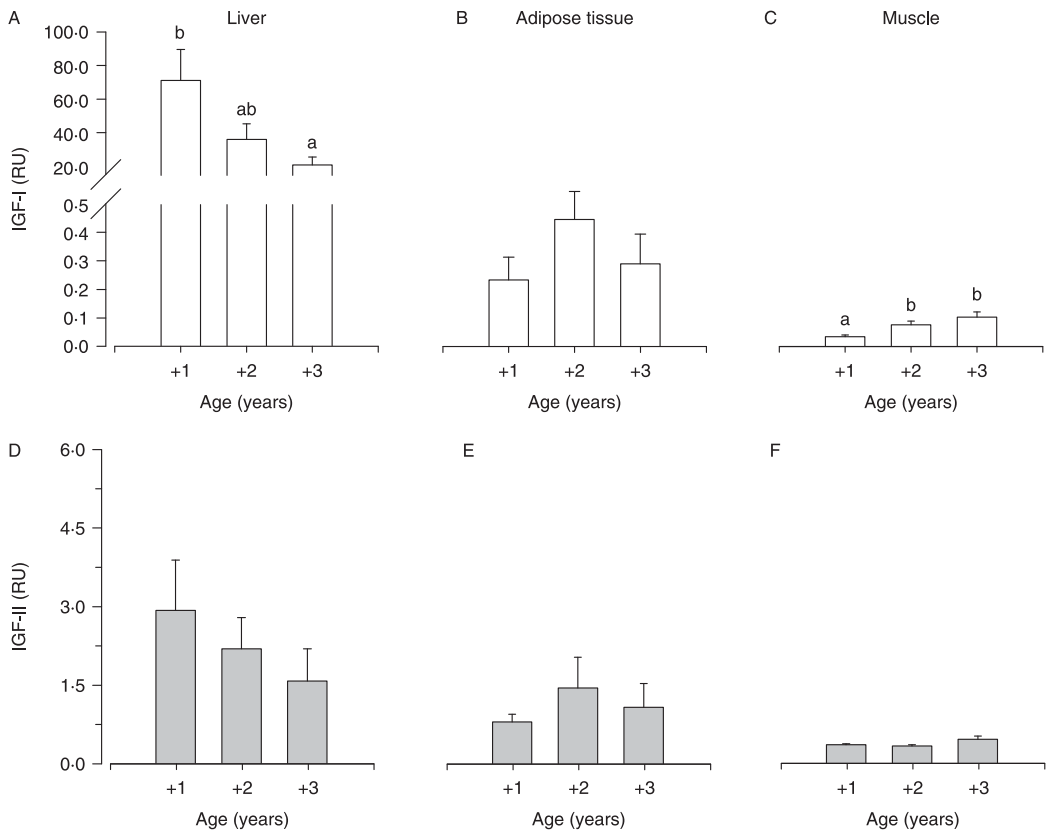 A Liver B Adipose tissue C Muscle
IGF-I (RU)
100·0
80·0
60·0
40·0
20·0
0·5
0·4
0·3
0·2
0·1
0·0
b ab a
a b b
+1 +2 +3 +1 +2 +3 +1 +2 +3
Age (years) Age (years) Age (years)
D E F
IGF-II (RU)
6·0
4·5
3·0
1·5
0·0
+1 +2 +3 +1 +2 +3 +1 +2 +3
Age (years) Age (years) Age (years)